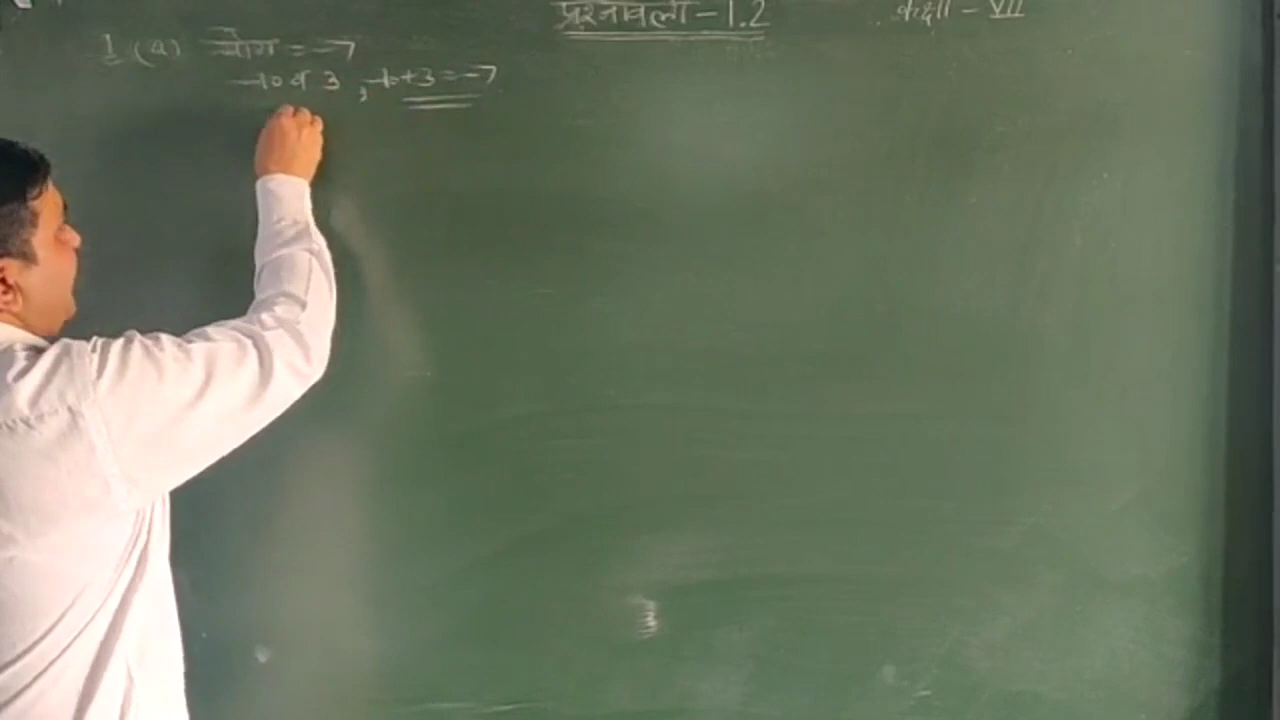 प्रश्नावली - 1.2
कक्षा - VII
1 (a) योग = -7
-10 व 3 , -10+3 = -7